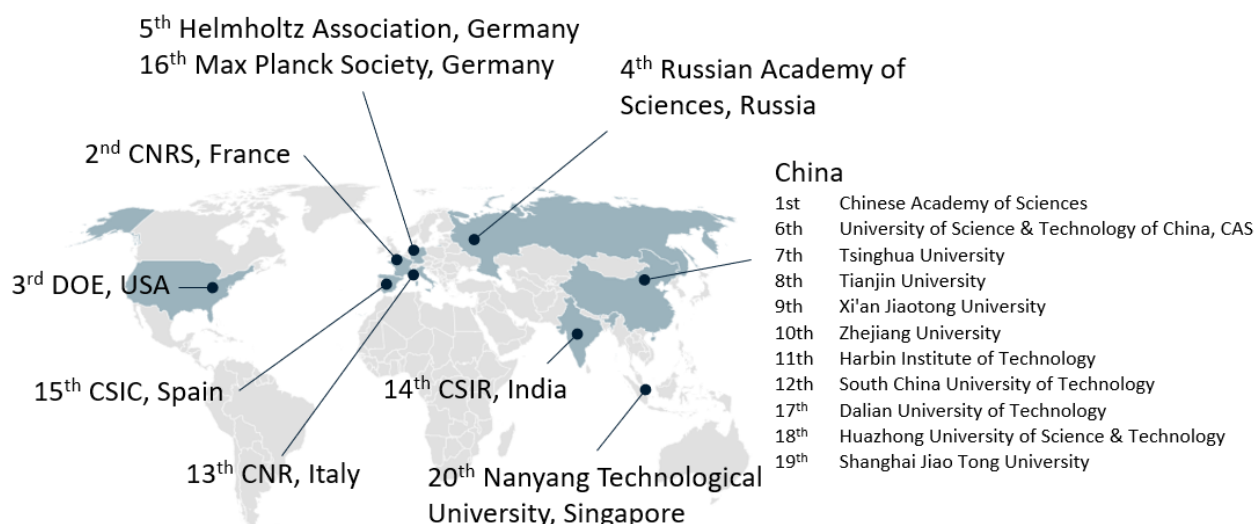 5th Helmholtz Association, Germany
16th Max Planck Society, Germany
4th Russian Academy of
Sciences, Russia
2nd CNRS, France
3rd DOE, USA
15th CSIC, Spain
14th CSIR, India
13th CNR, Italy
20th Nanyang Technological
University, Singapore
China
1st Chinese Academy of Sciences
6th University of Science & Technology of China, CAS
7th Tsinghua University
8th Tianjin University
9th Xi'an Jiaotong University
10th Zhejiang University
11th Harbin Institute of Technology
12th South China University of Technology
17th Dalian University of Technology
18th Huazhong University of Science & Technology
19th Shanghai Jiao Tong University